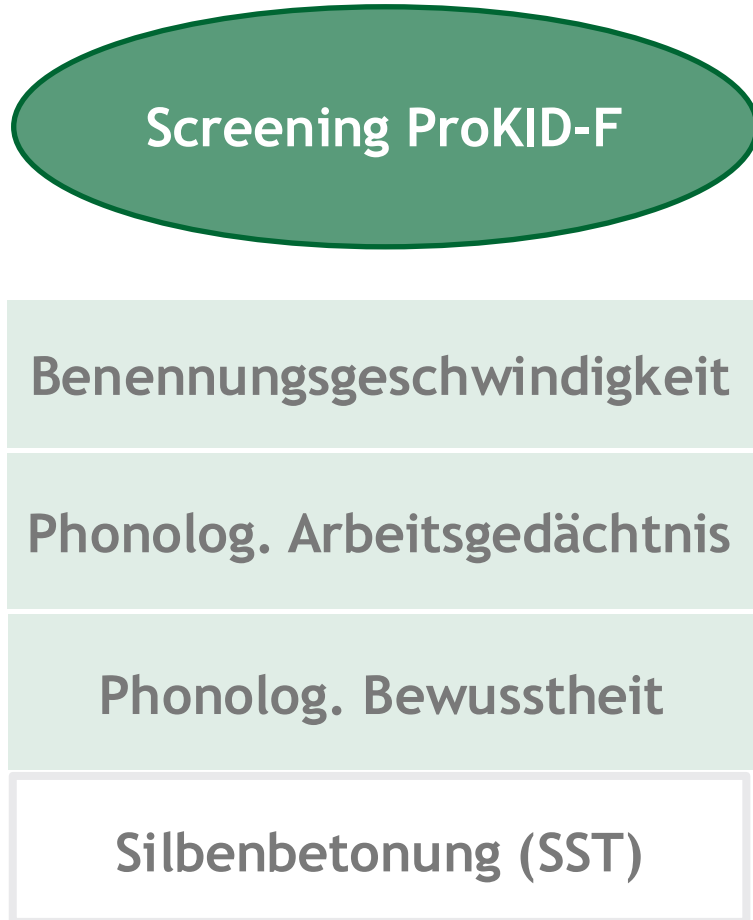 Screening ProKID-F
Benennungsgeschwindigkeit
Phonolog. Arbeitsgedächtnis
Phonolog. Bewusstheit
Silbenbetonung (SST)